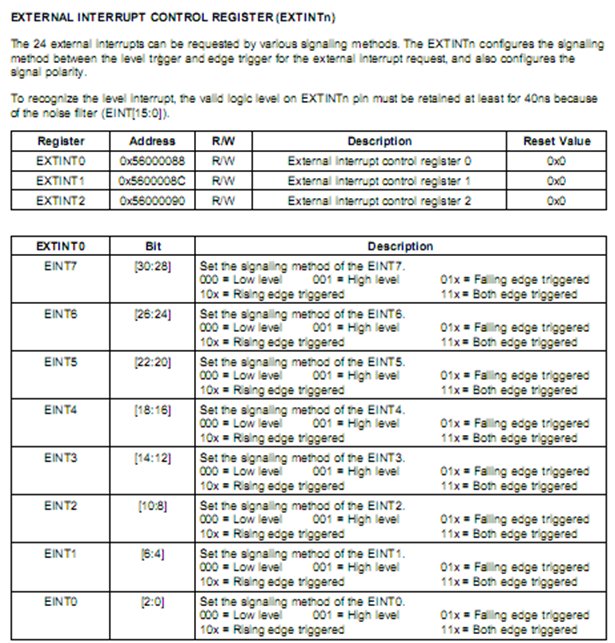 EXTERNAL INTERRUPT CONTROL REGISTER (EXTINTn)
The 24 external interrupts can be requested by various signaling methods. The EXTINTn configures the signaling
method between the level trigger and edge trigger for the external interrupt request, and also configures the
signal polarity.
To recognize the level interrupt, the valid logic level on EXTINTn pin must be retained at least for 40ns because
of the noise filter (EINT[15:0]).
Register Address R/W Description Reset Value
EXTINT0 0x56000088 R/W External interrupt control register 0 0x0
EXTINT1 0x5600008C R/W External interrupt control register 1 0x0
EXTINT2 0x56000090 R/W External interrupt control register 2 0x0
EXTINT0 Bit Description
EINT7 [30:28] Set the signaling method of the EINT7.
000 = Low level 001 = High level 01x = Falling edge triggered
10x = Rising edge triggered 11x = Both edge triggered
EINT6 [26:24] Set the signaling method of the EINT6.
000 = Low level 001 = High level 01x = Falling edge triggered
10x = Rising edge triggered 11x = Both edge triggered
EINT5 [22:20] Set the signaling method of the EINT5.
000 = Low level 001 = High level 01x = Falling edge triggered
10x = Rising edge triggered 11x = Both edge triggered
EINT4 [18:16] Set the signaling method of the EINT4.
000 = Low level 001 = High level 01x = Falling edge triggered
10x = Rising edge triggered 11x = Both edge triggered
EINT3 [14:12] Set the signaling method of the EINT3.
000 = Low level 001 = High level 01x = Falling edge triggered
10x = Rising edge triggered 11x = Both edge triggered
EINT2 [10:8] Set the signaling method of the EINT2.
000 = Low level 001 = High level 01x = Falling edge triggered
10x = Rising edge triggered 11x = Both edge triggered
EINT1 [6:4] Set the signaling method of the EINT1.
000 = Low level 001 = High level 01x = Falling edge triggered
10x = Rising edge triggered 11x = Both edge triggered
EINT0 [2:0] Set the signaling method of the EINT0.
000 = Low level 001 = High level 01x = Falling edge triggered
10x = Rising edge triggered 11x = Both edge triggered